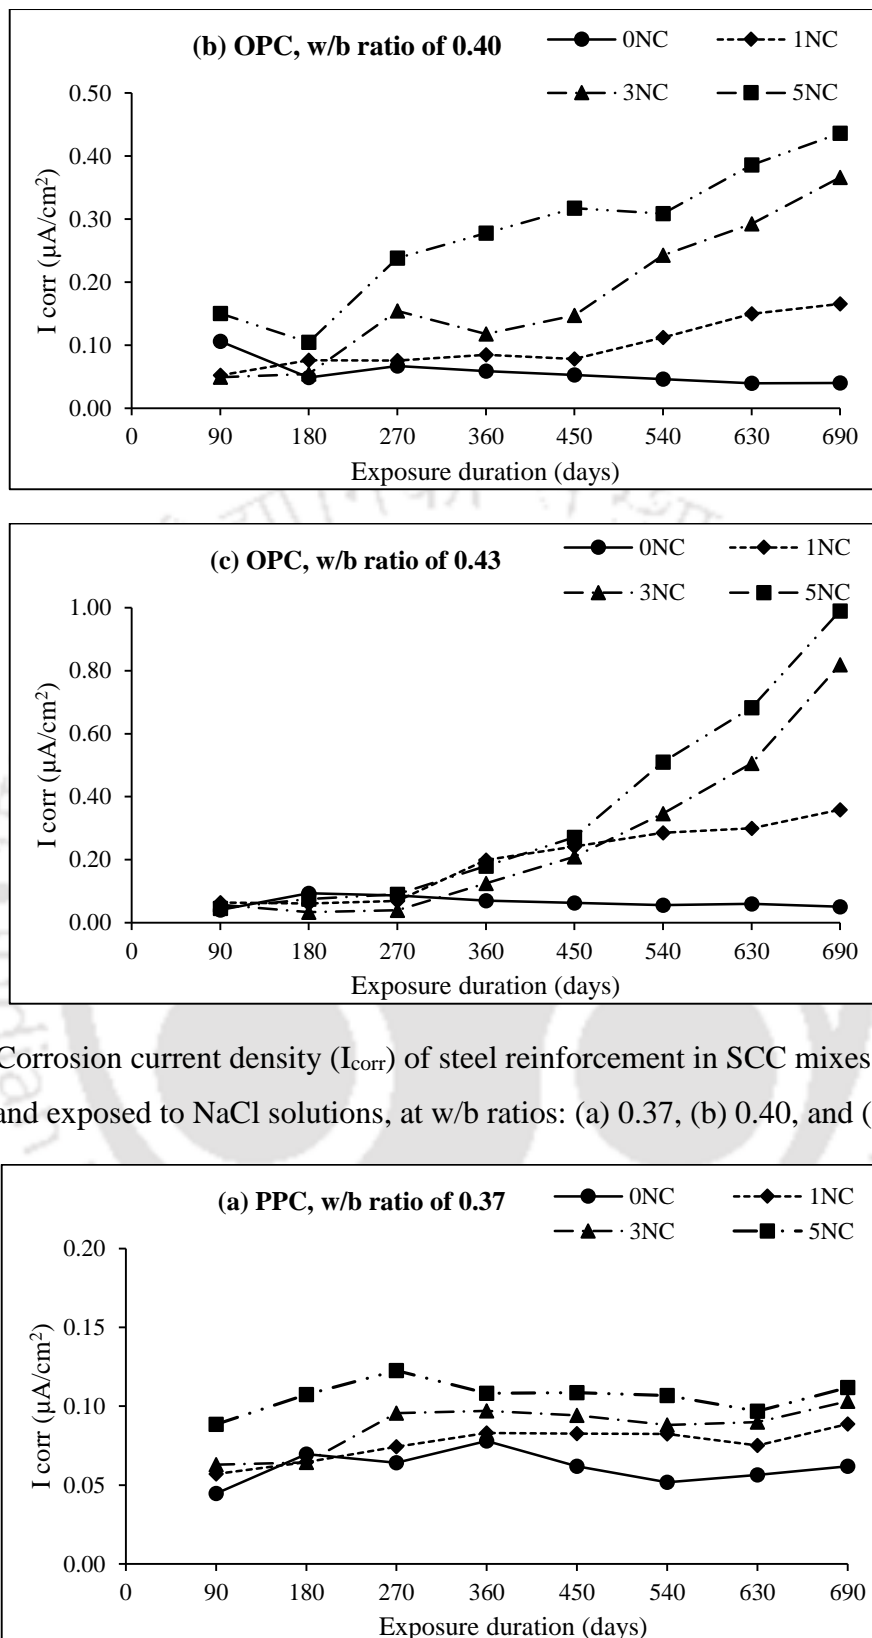 (b) OPC, w/b ratio of 0.40
0NC
1NC
3NC
5NC
0.50
0.40
0.30
0.20
0.10
0.00
I corr (μA/cm²)
0 90 180 270 360 450 540 630 690
Exposure duration (days)
(c) OPC, w/b ratio of 0.43
0NC
1NC
3NC
5NC
1.00
0.80
0.60
0.40
0.20
0.00
I corr (μA/cm²)
0 90 180 270 360 450 540 630 690
Exposure duration (days)
Corrosion current density (Icorr) of steel reinforcement in SCC mixes
and exposed to NaCl solutions, at w/b ratios: (a) 0.37, (b) 0.40, and (
(a) PPC, w/b ratio of 0.37
0NC
1NC
3NC
5NC
0.20
0.15
0.10
0.05
0.00
I corr (μA/cm²)
0 90 180 270 360 450 540 630 690
Exposure duration (days)